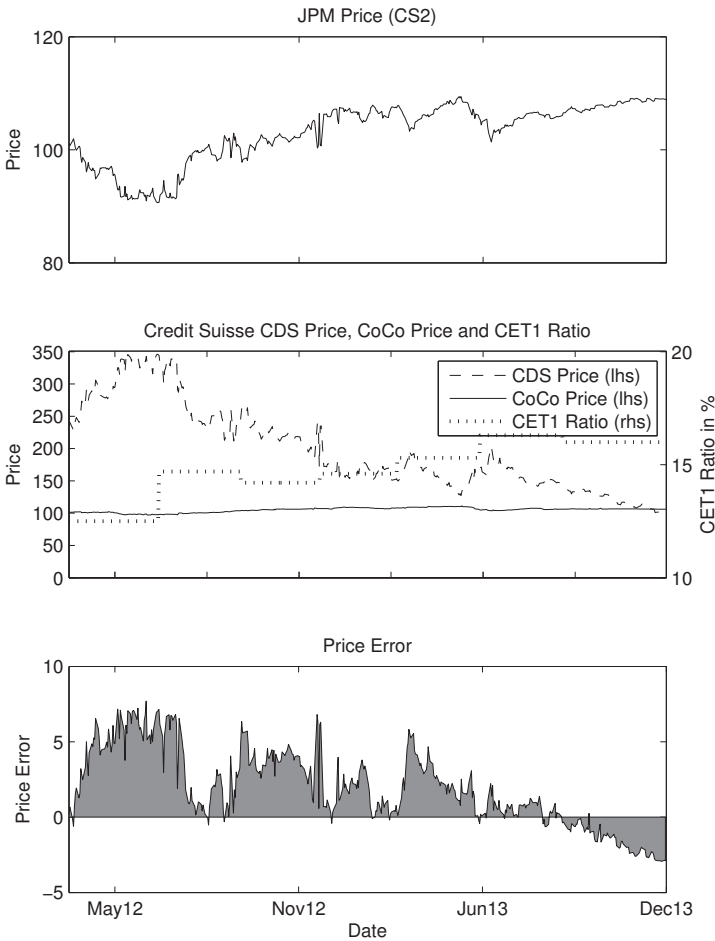 JPM Price (CS2)
120
100
80
Price
Credit Suisse CDS Price, CoCo Price and CET1 Ratio
350
300
250
200
150
100
50
0
Price
20
15
10
CET1 Ratio in %
CDS Price (lhs)
CoCo Price (lhs)
CET1 Ratio (rhs)
Price Error
10
5
0
−5
Price Error
May12
Nov12
Jun13
Dec13
Date